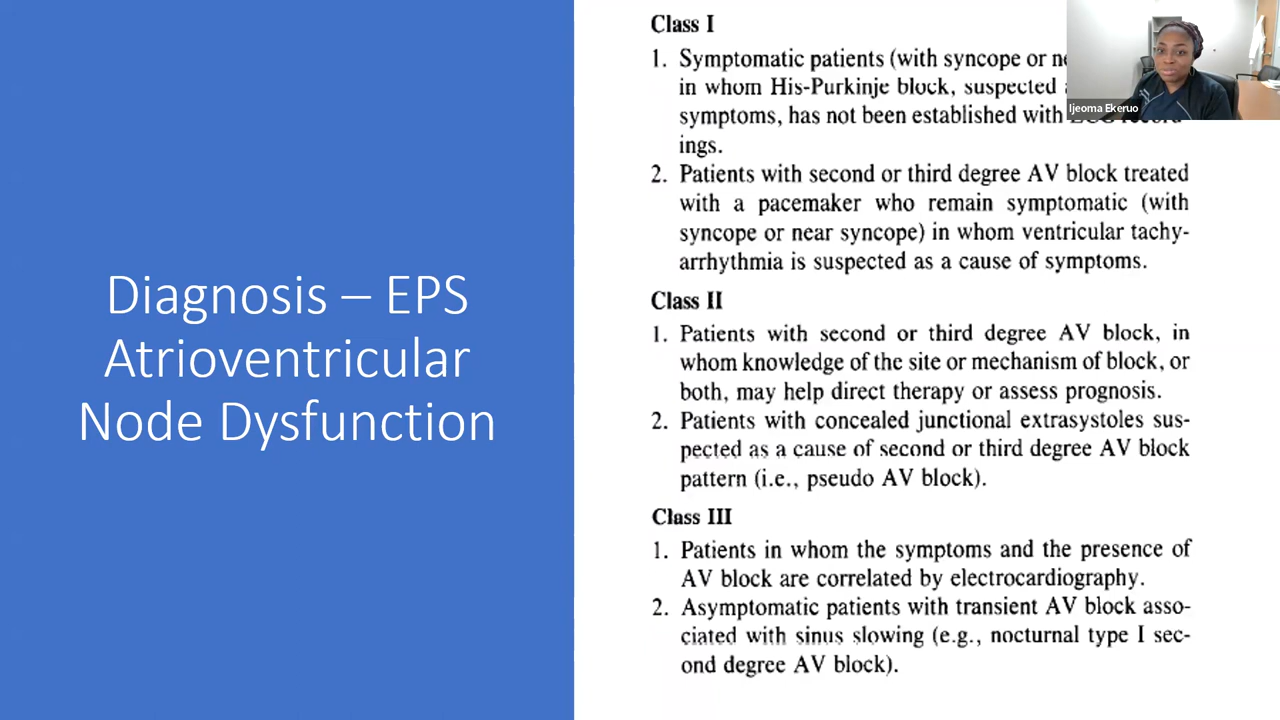 Diagnosis – EPS
Atrioventricular
Node Dysfunction
Class I
1. Symptomatic patients (with syncope or
in whom His-Purkinje block, suspected
symptoms, has not been established with
ings.
2. Patients with second or third degree AV block treated
with a pacemaker who remain symptomatic (with
syncope or near syncope) in whom ventricular tachy-
arrhythmia is suspected as a cause of symptoms.
Class II
1. Patients with second or third degree AV block, in
whom knowledge of the site or mechanism of block, or
both, may help direct therapy or assess prognosis.
2. Patients with concealed junctional extrasystoles sus-
pected as a cause of second or third degree AV block
pattern (i.e., pseudo AV block).
Class III
1. Patients in whom the symptoms and the presence of
AV block are correlated by electrocardiography.
2. Asymptomatic patients with transient AV block asso-
ciated with sinus slowing (e.g., nocturnal type I sec-
ond degree AV block).
Ijeoma Ekeruo